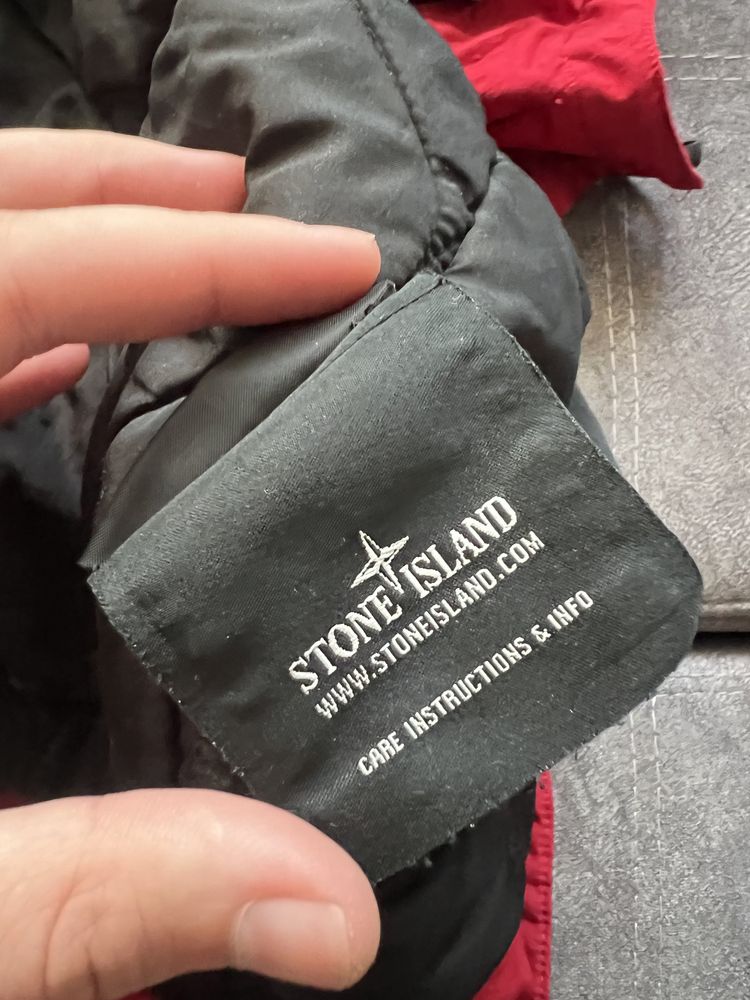 STONE ISLAND
WWW.STONEISLAND.COM
CARE INSTRUCTIONS & INFO